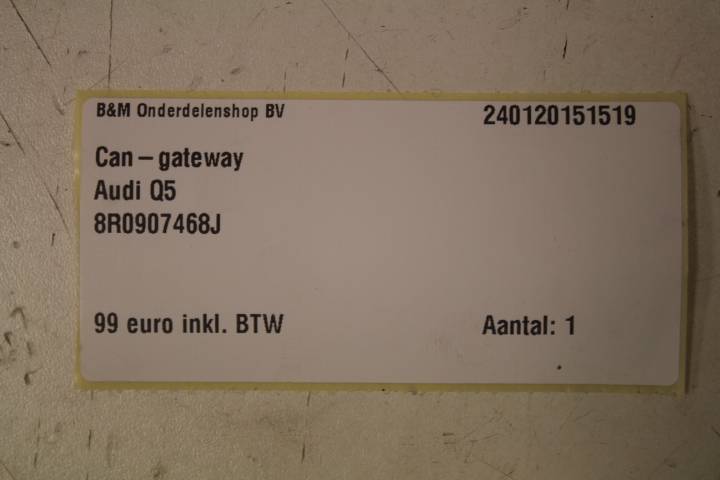 B&M Onderdelenshop BV 240120151519
Can – gateway
Audi Q5
8R0907468J
99 euro inkl. BTW Aantal: 1